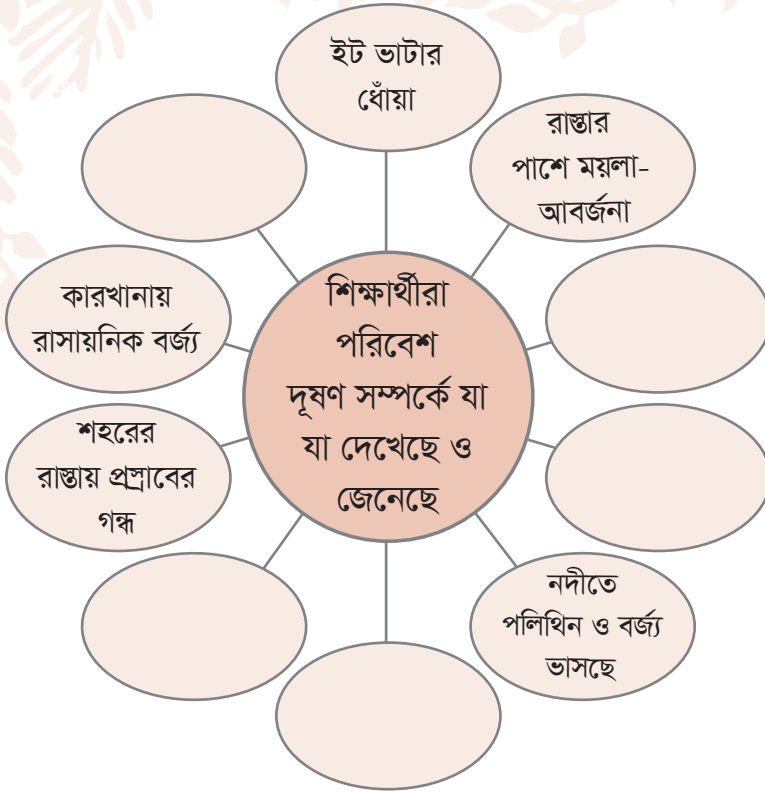 ইট ভাটার
ধোঁয়া
রাস্তার
পাশে ময়লা-
আবর্জনা
কারখানায়
রাসায়নিক বর্জ্য
শিক্ষার্থীরা
পরিবেশ
দূষণ সম্পর্কে যা
যা দেখেছে ও
জেনেছে
শহরের
রাস্তায় প্রস্রাবের
গন্ধ
নদীতে
পলিথিন ও বর্জ্য
ভাসছে